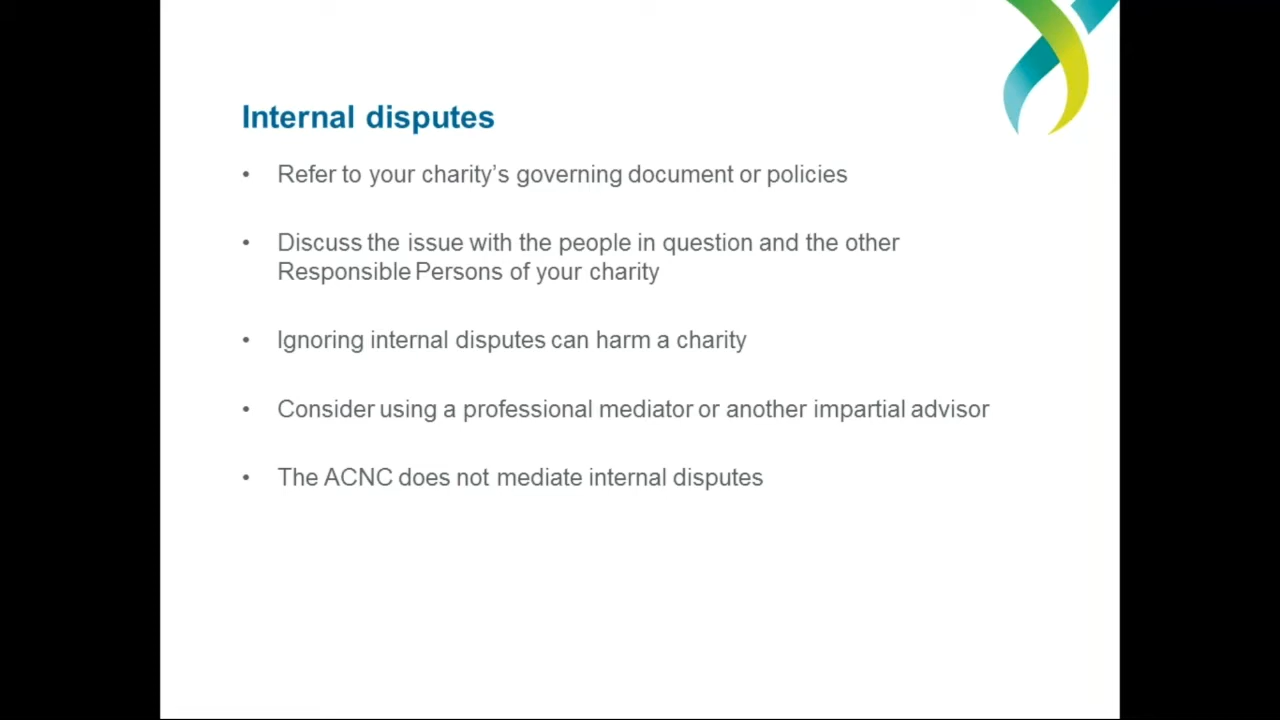 Internal disputes
• Refer to your charity’s governing document or policies
• Discuss the issue with the people in question and the other
Responsible Persons of your charity
• Ignoring internal disputes can harm a charity
• Consider using a professional mediator or another impartial advisor
• The ACNC does not mediate internal disputes